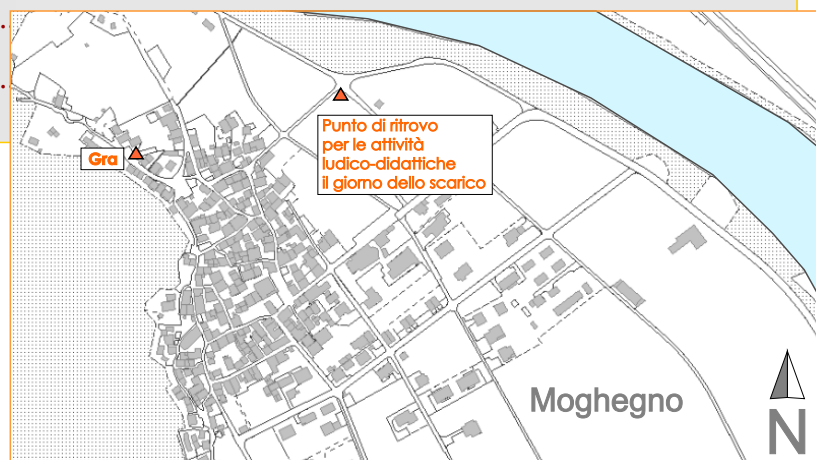 Punto di ritrovo
per le attività
ludico-didattiche
il giorno dello scarico
Gra
Moghegno
N